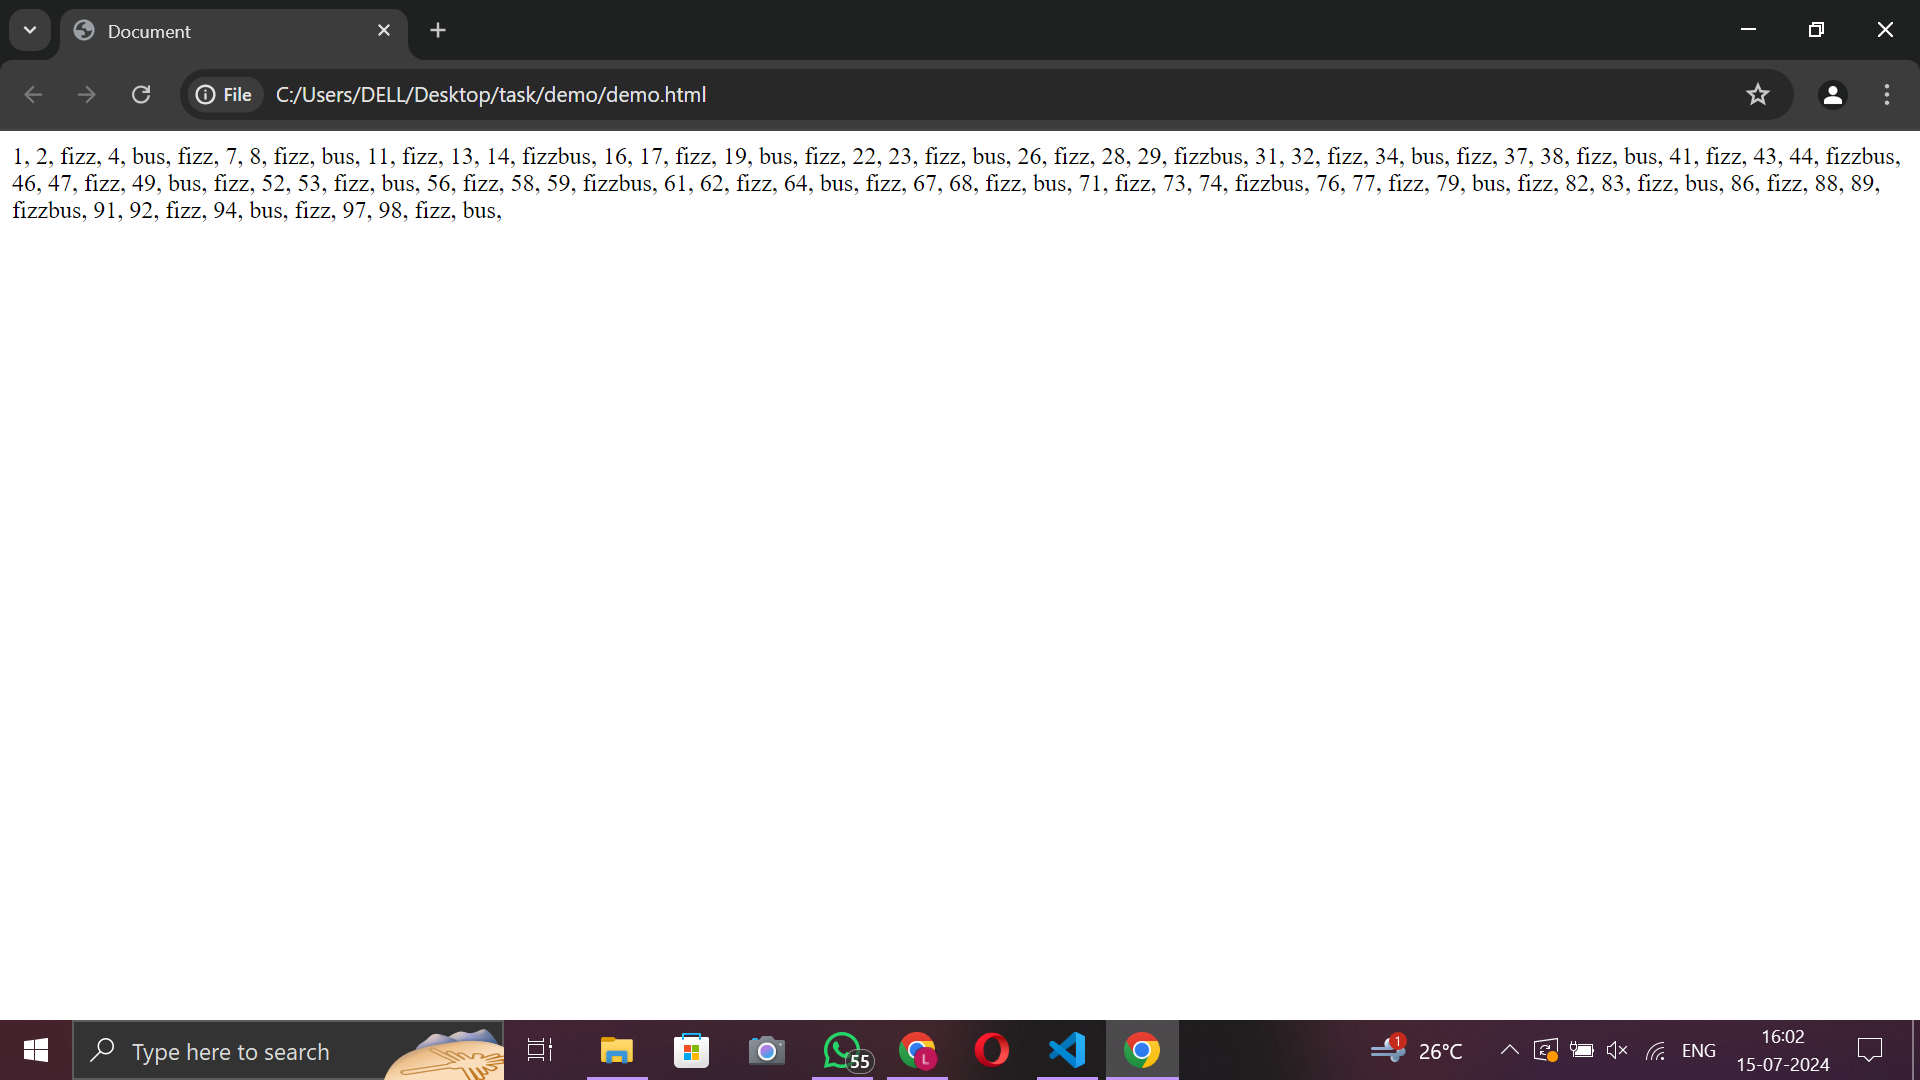 Document
File C:/Users/DELL/Desktop/task/demo/demo.html
1, 2, fizz, 4, bus, fizz, 7, 8, fizz, bus, 11, fizz, 13, 14, fizzbus, 16, 17, fizz, 19, bus, fizz, 22, 23, fizz, bus, 26, fizz, 28, 29, fizzbus, 31, 32, fizz, 34, bus, fizz, 37, 38, fizz, bus, 41, fizz, 43, 44, fizzbus,
46, 47, fizz, 49, bus, fizz, 52, 53, fizz, bus, 56, fizz, 58, 59, fizzbus, 61, 62, fizz, 64, bus, fizz, 67, 68, fizz, bus, 71, fizz, 73, 74, fizzbus, 76, 77, fizz, 79, bus, fizz, 82, 83, fizz, bus, 86, fizz, 88, 89,
fizzbus, 91, 92, fizz, 94, bus, fizz, 97, 98, fizz, bus,
Type here to search
55
L
1
26°C
ENG
16:02
15-07-2024